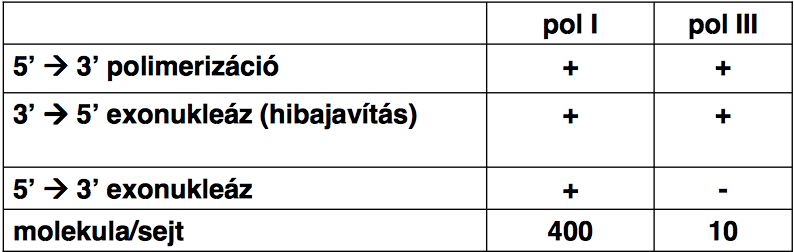 pol I pol III
5’ → 3’ polimerizáció + +
3’ → 5’ exonukleáz (hibajavítás) + +
5’ → 3’ exonukleáz + -
molekula/sejt 400 10